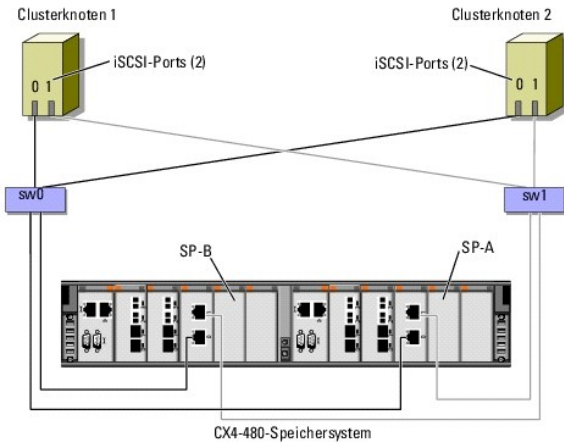 Clusterknoten 1
Clusterknoten 2
iSCSI-Ports (2)
iSCSI-Ports (2)
0 1
0 1
sw0
sw1
SP-B
SP-A
CX4-480-Speichersystem